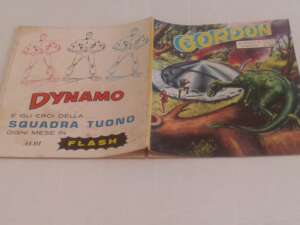 DYNAMO
E GLI EROI DELLA
SQUADRA TUONO
OGNI MESE IN
FLASH
GORDON